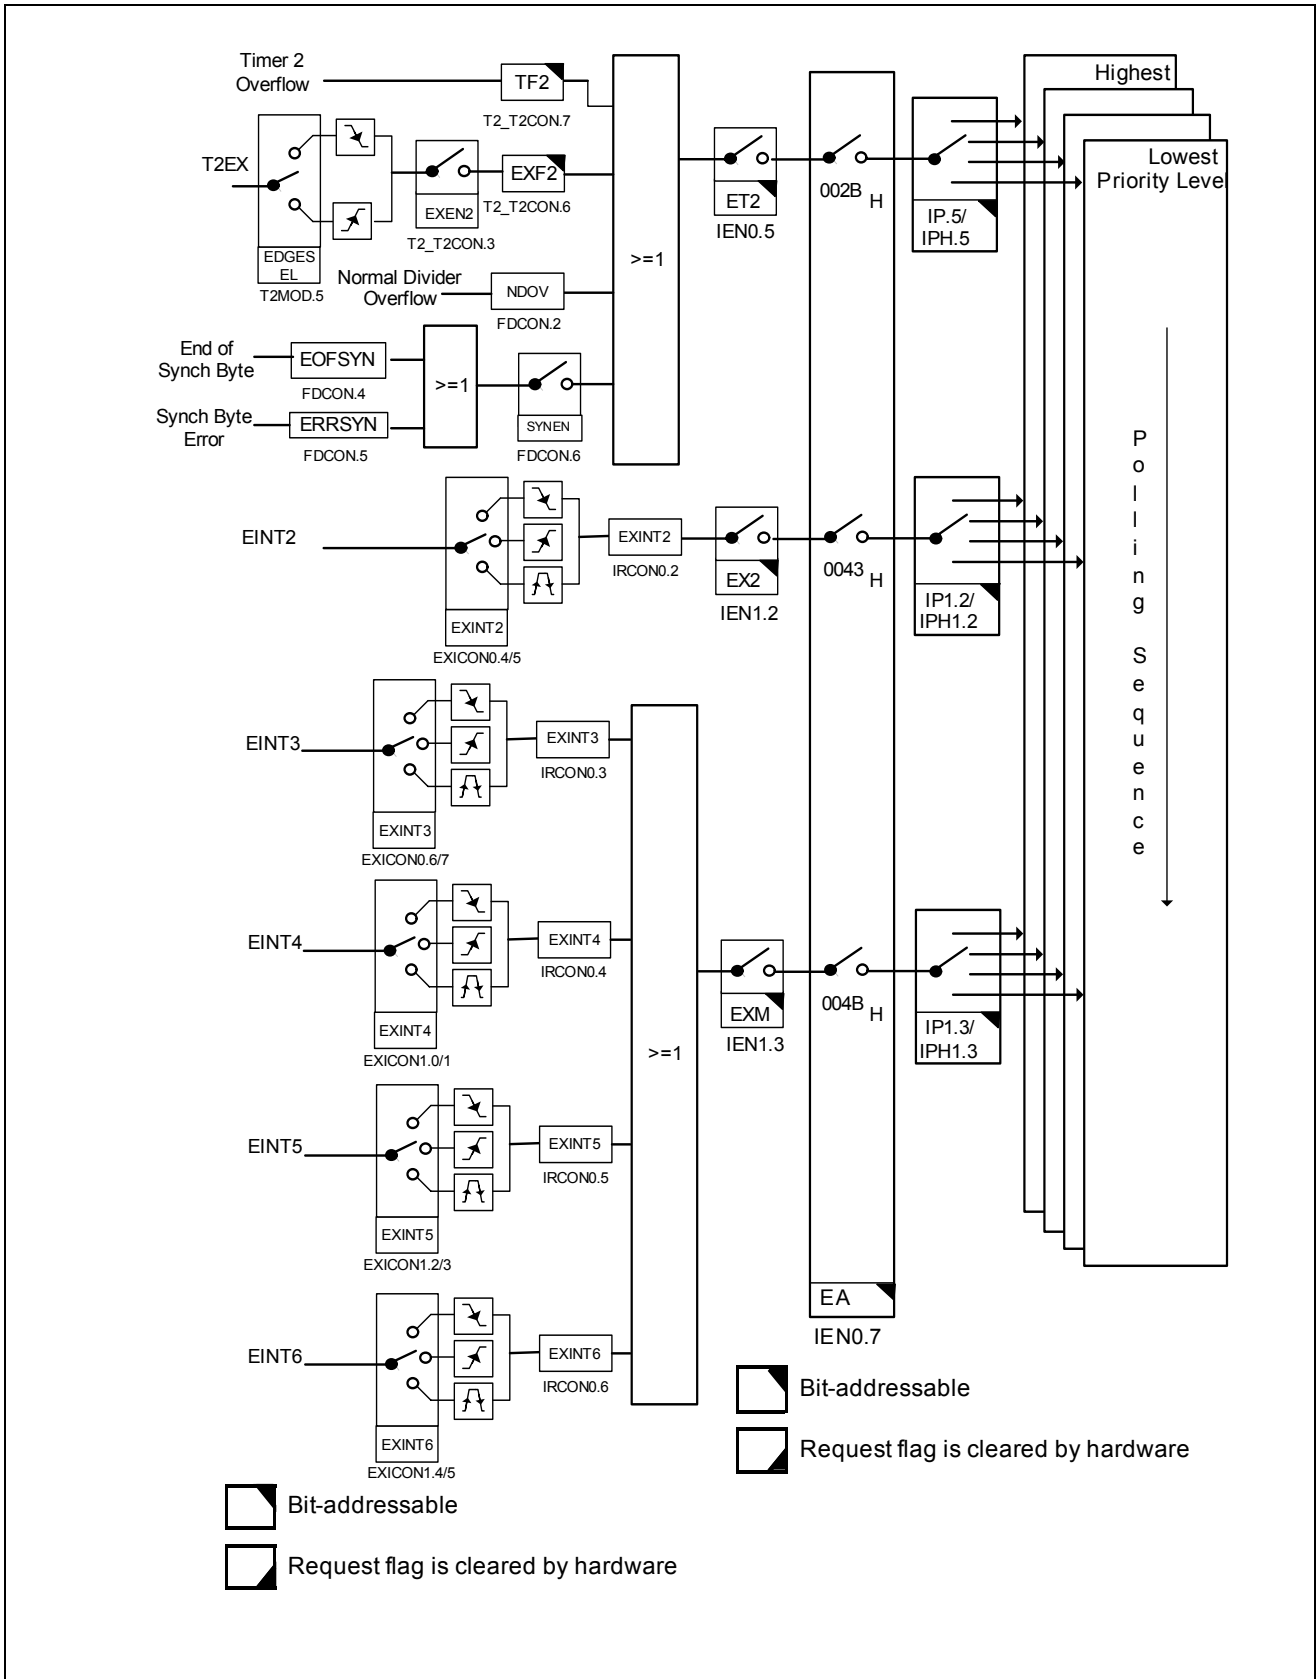 Timer 2
Overflow
TF2
T2_T2CON.7
T2EX
EDGES
EL
T2MOD.5
EXEN2
T2_T2CON.3
EXF2
T2_T2CON.6
Normal Divider
Overflow
NDOV
FDCON.2
End of
Synch Byte
EOFSYN
FDCON.4
Synch Byte
Error
ERRSYN
FDCON.5
>=1
SYNEN
FDCON.6
>=1
ET2
IEN0.5
002B H
IP.5/
IPH.5
Highest
Lowest
Priority Level
EINT2
EXINT2
EXICON0.4/5
EXINT2
IRCON0.2
EX2
IEN1.2
0043 H
IP1.2/
IPH1.2
Polling Sequence
EINT3
EXINT3
EXICON0.6/7
EXINT3
IRCON0.3
EINT4
EXINT4
EXICON1.0/1
EXINT4
IRCON0.4
EINT5
EXINT5
EXICON1.2/3
EXINT5
IRCON0.5
EINT6
EXINT6
EXICON1.4/5
EXINT6
IRCON0.6
>=1
EXM
IEN1.3
004B H
IP1.3/
IPH1.3
EA
IEN0.7
Bit-addressable
Request flag is cleared by hardware
Bit-addressable
Request flag is cleared by hardware